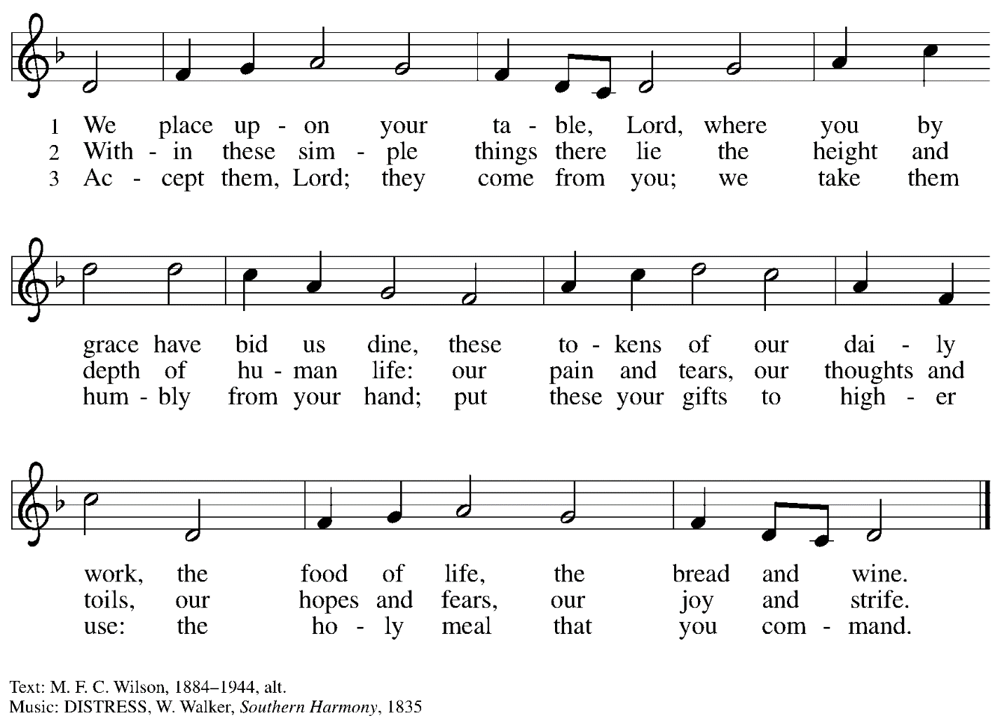 1 We place up - on your ta - ble, Lord, where you by
2 With - in these sim - ple things there lie the height and
3 Ac - cept them, Lord; they come from you; we take them
grace have bid us dine, these to - kens of our dai - ly
depth of hu - man life: our pain and tears, our thoughts and
hum - bly from your hand; put these your gifts to high - er
work, the food of life, the bread and wine.
toils, our hopes and fears, our joy and strife.
use: the ho - ly meal that you com - mand.
Text: M. F. C. Wilson, 1884–1944, alt.
Music: DISTRESS, W. Walker, Southern Harmony, 1835